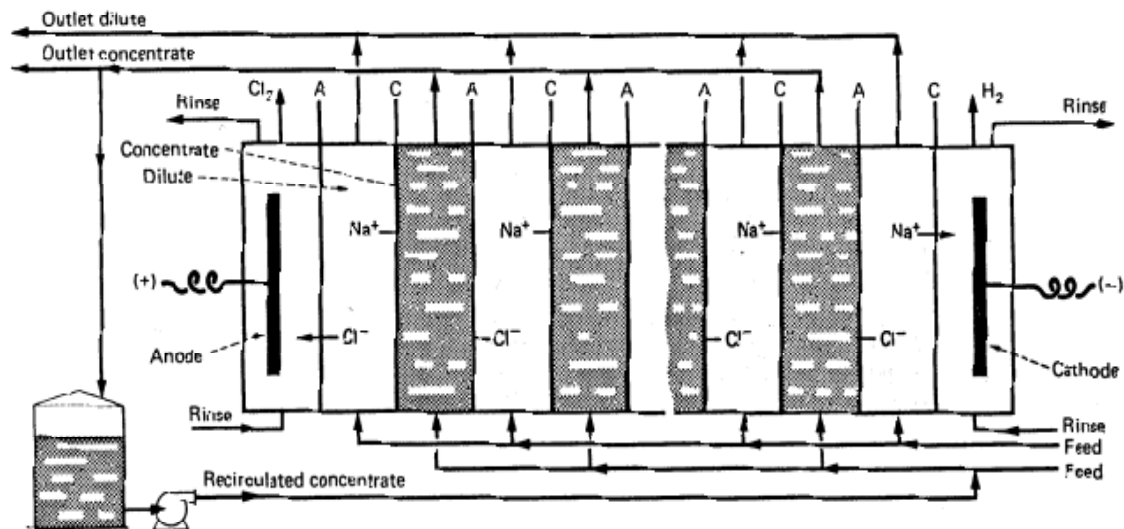 Outlet dilute
Outlet concentrate
Rinse
Cl₂
A
C
A
C
A
A
C
A
C
H₂
Rinse
Concentrate
Dilute
Na⁺
Na⁺
Na⁺
Na⁺
(+)
(−)
Cl⁻
Cl⁻
Cl⁻
Cl⁻
Anode
Cathode
Rinse
Rinse
Feed
Feed
Recirculated concentrate